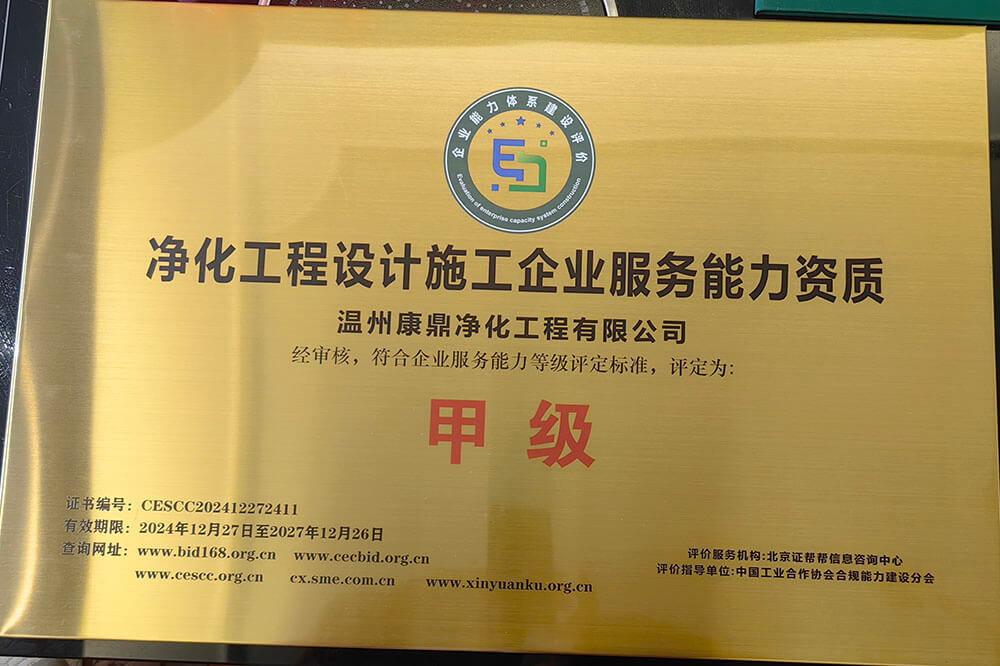 企业能力体系建设评价
Evaluation of enterprise capacity system construction
净化工程设计施工企业服务能力资质
温州康鼎净化工程有限公司
经审核，符合企业服务能力等级评定标准，评定为:
甲级
证书编号：CESCC202412272411
有效期限：2024年12月27日至2027年12月26日
查询网址：www.bid168.org.cn www.cecbid.org.cn
www.cescc.org.cn cx.sme.com.cn www.xinyuanku.org.cn
评价服务机构:北京证帮帮信息咨询中心
评价指导单位:中国工业合作协会合规能力建设分会